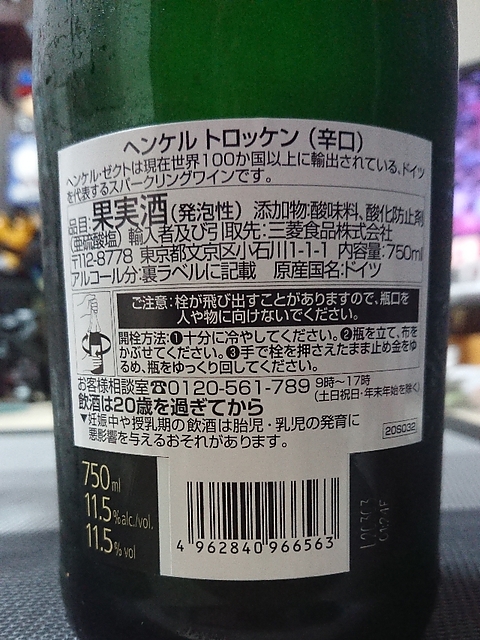 ヘンケル トロッケン（辛口）
ヘンケル・ゼクトは現在世界100か国以上に輸出されている、ドイツ
を代表するスパークリングワインです。
品目:果実酒(発泡性) 添加物:酸味料、酸化防止剤
(亜硫酸塩) 輸入者及び引取先:三菱食品株式会社
〒112-8778 東京都文京区小石川1-1-1 内容量:750ml
アルコール分:裏ラベルに記載 原産国名:ドイツ
ご注意:栓が飛び出すことがありますので、瓶口を
人や物に向けないでください。
開栓方法:❶十分に冷やしてください。❷瓶を立て、布を
かぶせてください。❸手で栓を押さえたまま止め金をゆ
るめ、瓶をゆっくり回してください。
お客様相談室☎0120-561-789 9時〜17時
(土日祝日・年末年始を除く)
飲酒は20歳を過ぎてから
▼妊娠中や授乳期の飲酒は胎児・乳児の発育に
悪影響を与えるおそれがあります。
20S032
750ml
11.5%alc./vol.
11.5%vol
4 962840 966563